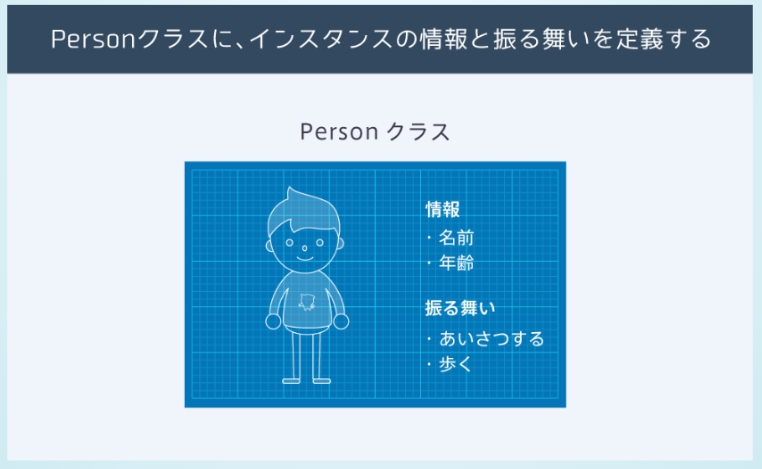 Personクラスに、インスタンスの情報と振る舞いを定義する
Person クラス
情報
・名前
・年齢
振る舞い
・あいさつする
・歩く